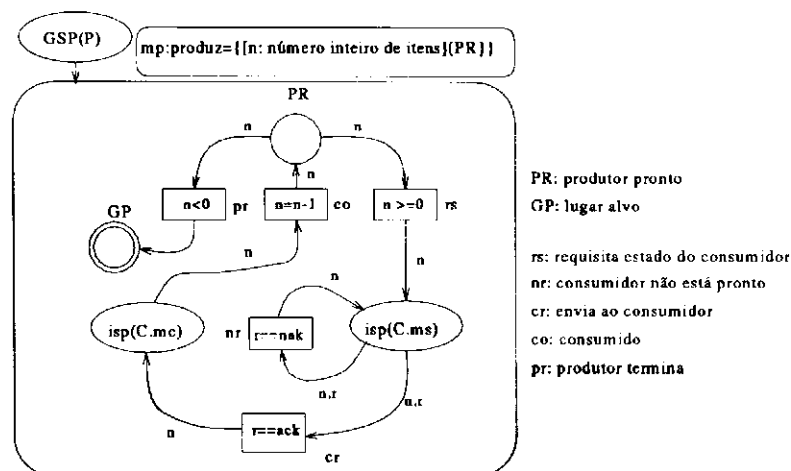 GSP(P)
mp:produz={[n: número inteiro de itens](PR}}
PR
n
n
n
n<0
pr
n=n-1
co
n >=0
rs
GP
n
n
n
isp(C.mc)
nr
r==nak
isp(C.ms)
n,r
n,r
n
r==ack
cr
PR: produtor pronto
GP: lugar alvo
rs: requisita estado do consumidor
nr: consumidor não está pronto
cr: envia ao consumidor
co: consumido
pr: produtor termina